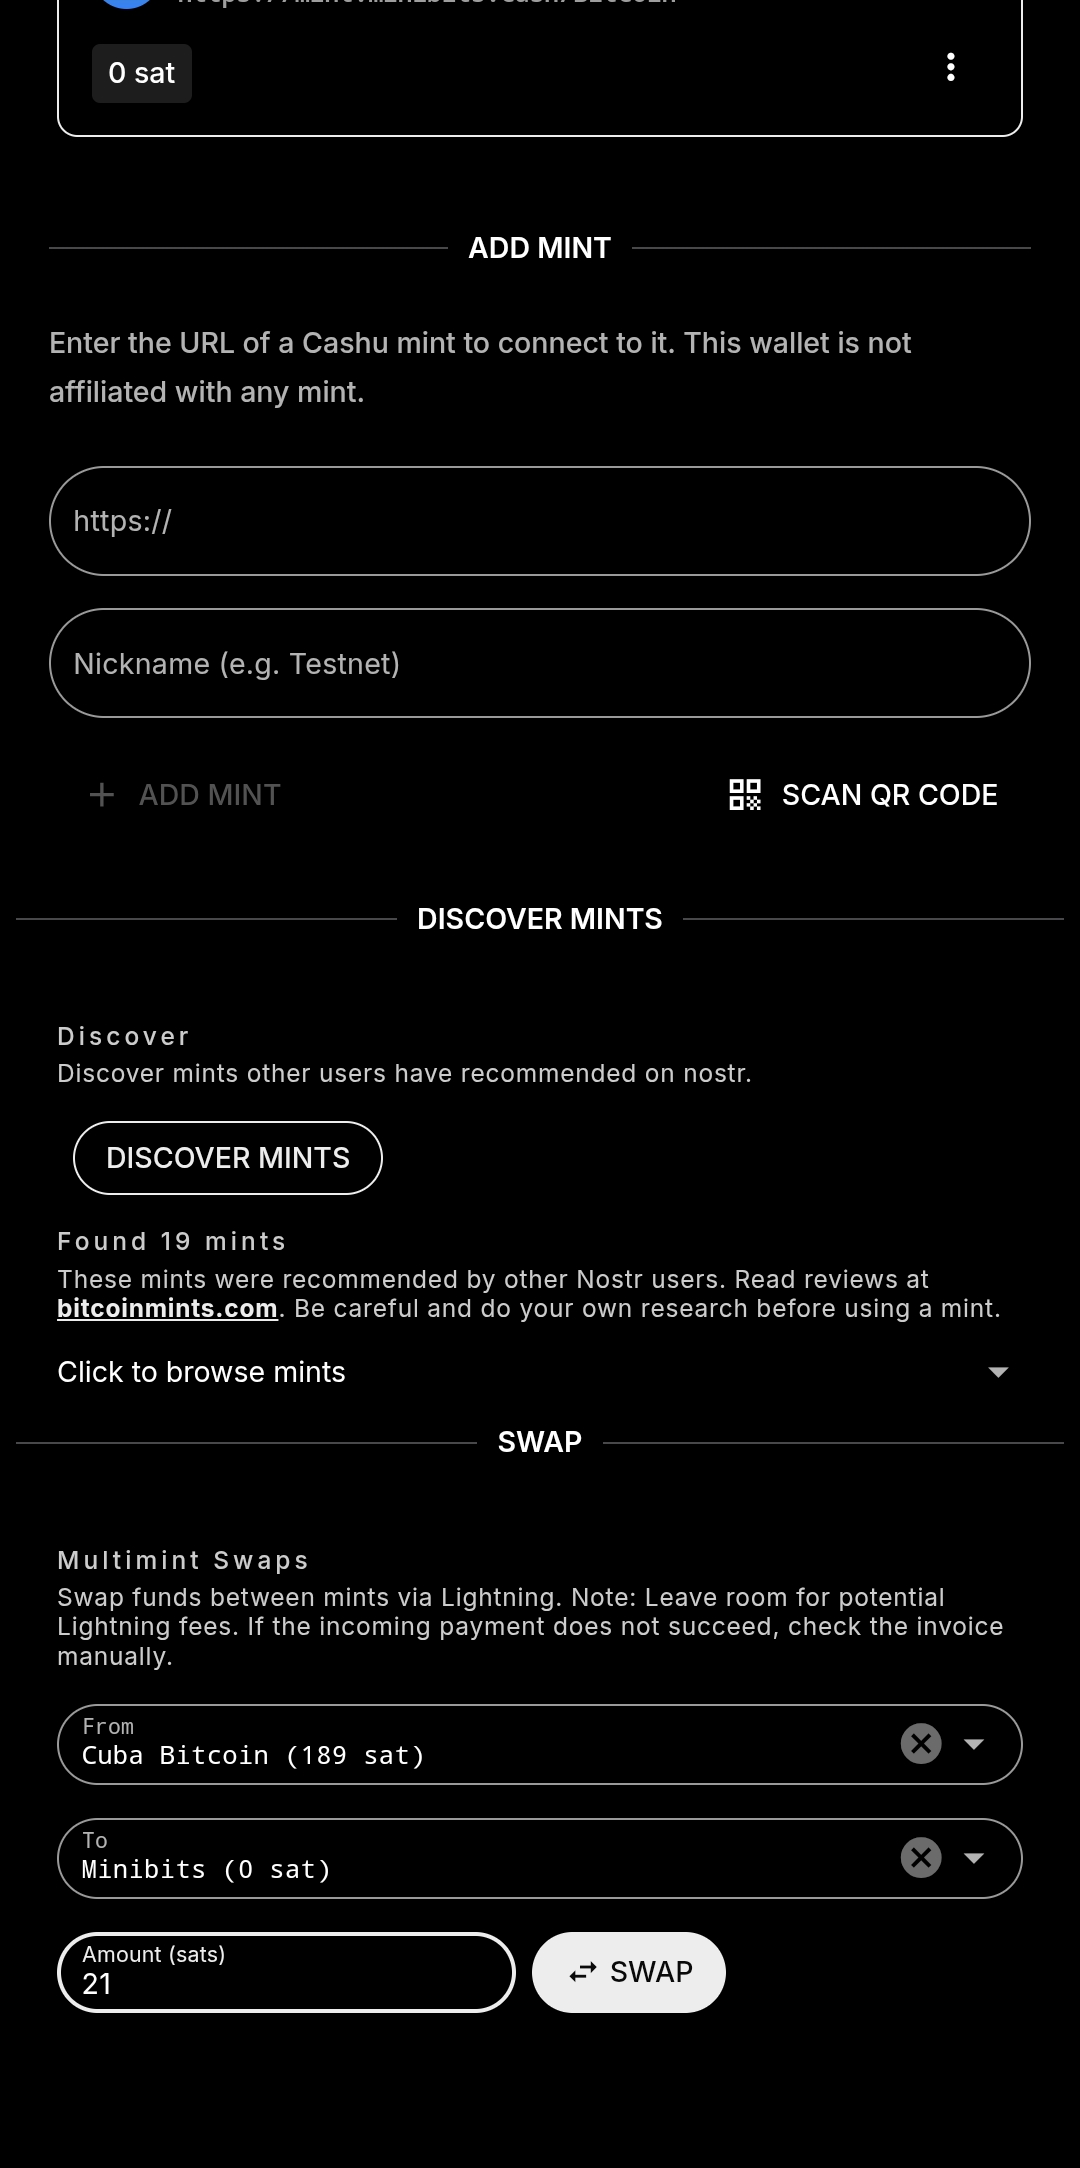 0 sat
ADD MINT
Enter the URL of a Cashu mint to connect to it. This wallet is not
affiliated with any mint.
https://
Nickname (e.g. Testnet)
ADD MINT
SCAN QR CODE
DISCOVER MINTS
Discover
Discover mints other users have recommended on nostr.
DISCOVER MINTS
Found 19 mints
These mints were recommended by other Nostr users. Read reviews at
bitcoinmints.com. Be careful and do your own research before using a mint.
Click to browse mints
SWAP
Multimint Swaps
Swap funds between mints via Lightning. Note: Leave room for potential
Lightning fees. If the incoming payment does not succeed, check the invoice
manually.
From
Cuba Bitcoin (189 sat)
To
Minibits (0 sat)
Amount (sats)
21
SWAP